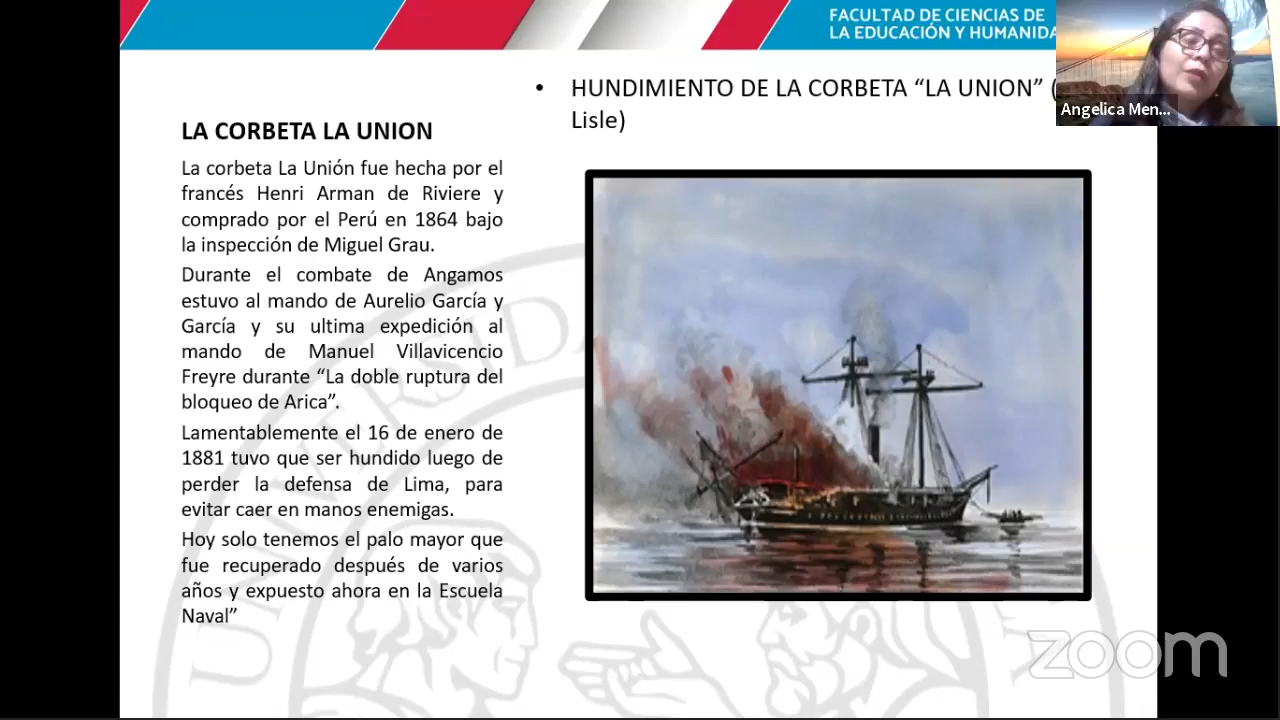 FACULTAD DE CIENCIAS DE
LA EDUCACIÓN Y HUMANIDA
Angelica Men...
• HUNDIMIENTO DE LA CORBETA “LA UNION” (
Lisle)
LA CORBETA LA UNION
La corbeta La Unión fue hecha por el
francés Henri Arman de Riviere y
comprado por el Perú en 1864 bajo
la inspección de Miguel Grau.
Durante el combate de Angamos
estuvo al mando de Aurelio García y
García y su ultima expedición al
mando de Manuel Villavicencio
Freyre durante “La doble ruptura del
bloqueo de Arica”.
Lamentablemente el 16 de enero de
1881 tuvo que ser hundido luego de
perder la defensa de Lima, para
evitar caer en manos enemigas.
Hoy solo tenemos el palo mayor que
fue recuperado después de varios
años y expuesto ahora en la Escuela
Naval”
zoom